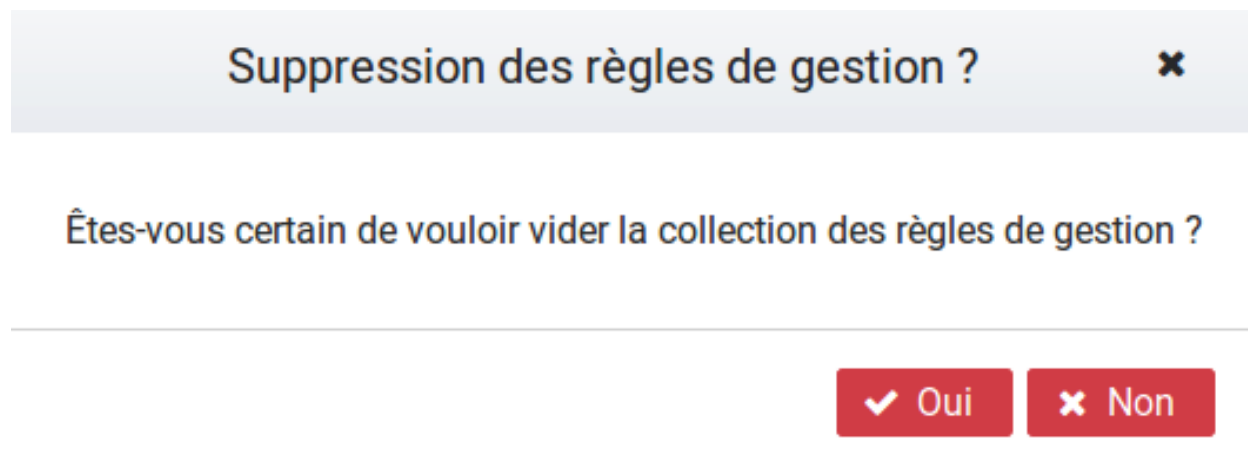 Suppression des règles de gestion ?
Êtes-vous certain de vouloir vider la collection des règles de gestion ?
Oui
Non